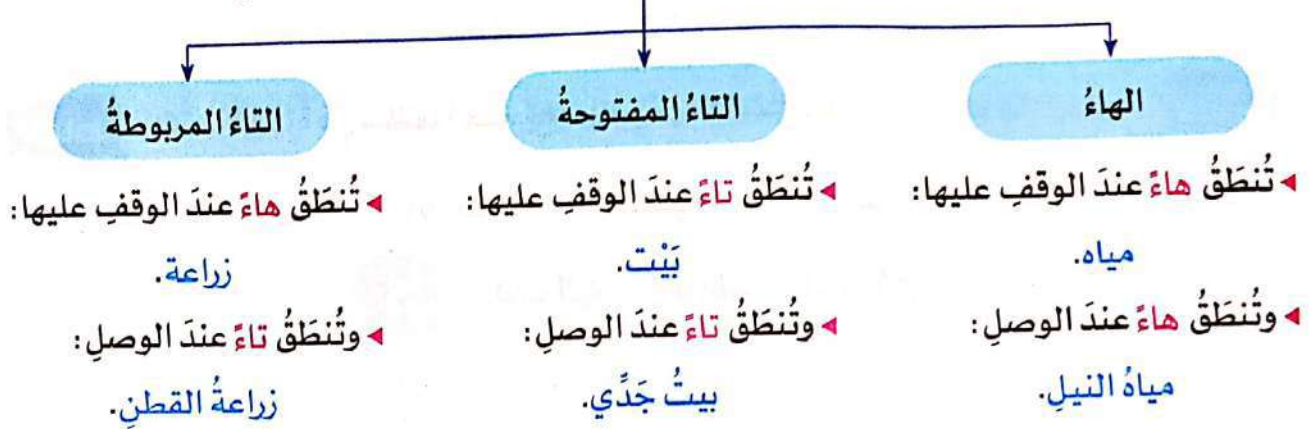 الهاءُ
◂ تُنطَقُ هاءً عندَ الوقفِ عليها:
مياه.
◂ وتُنطَقُ هاءً عندَ الوصلِ:
مياهُ النيلِ.
التاءُ المفتوحةُ
◂ تُنطَقُ تاءً عندَ الوقفِ عليها:
بَيْت.
◂ وتُنطَقُ تاءً عندَ الوصلِ:
بيتُ جَدِّي.
التاءُ المربوطةُ
◂ تُنطَقُ هاءً عندَ الوقفِ عليها:
زراعة.
◂ وتُنطَقُ تاءً عندَ الوصلِ:
زراعةُ القطنِ.